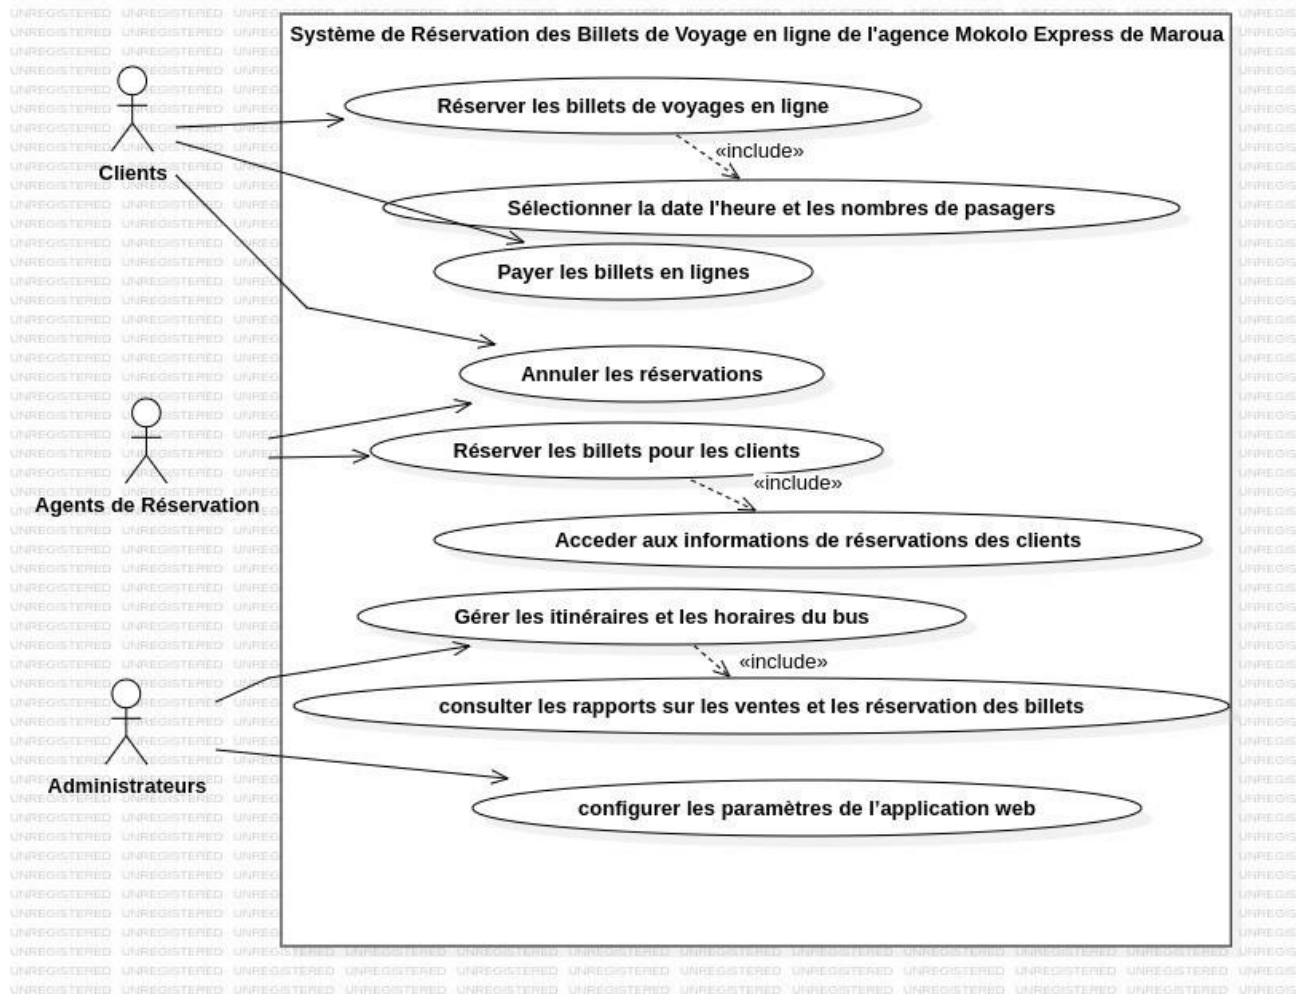 Système de Réservation des Billets de Voyage en ligne de l'agence Mokolo Express de Maroua
Réserver les billets de voyages en ligne
«include»
Clients
Sélectionner la date l'heure et les nombres de pasagers
Payer les billets en lignes
Annuler les réservations
Réserver les billets pour les clients
«include»
Agents de Réservation
Acceder aux informations de réservations des clients
Gérer les itinéraires et les horaires du bus
«include»
consulter les rapports sur les ventes et les réservation des billets
Administrateurs
configurer les paramètres de l'application web
UNREGISTERED